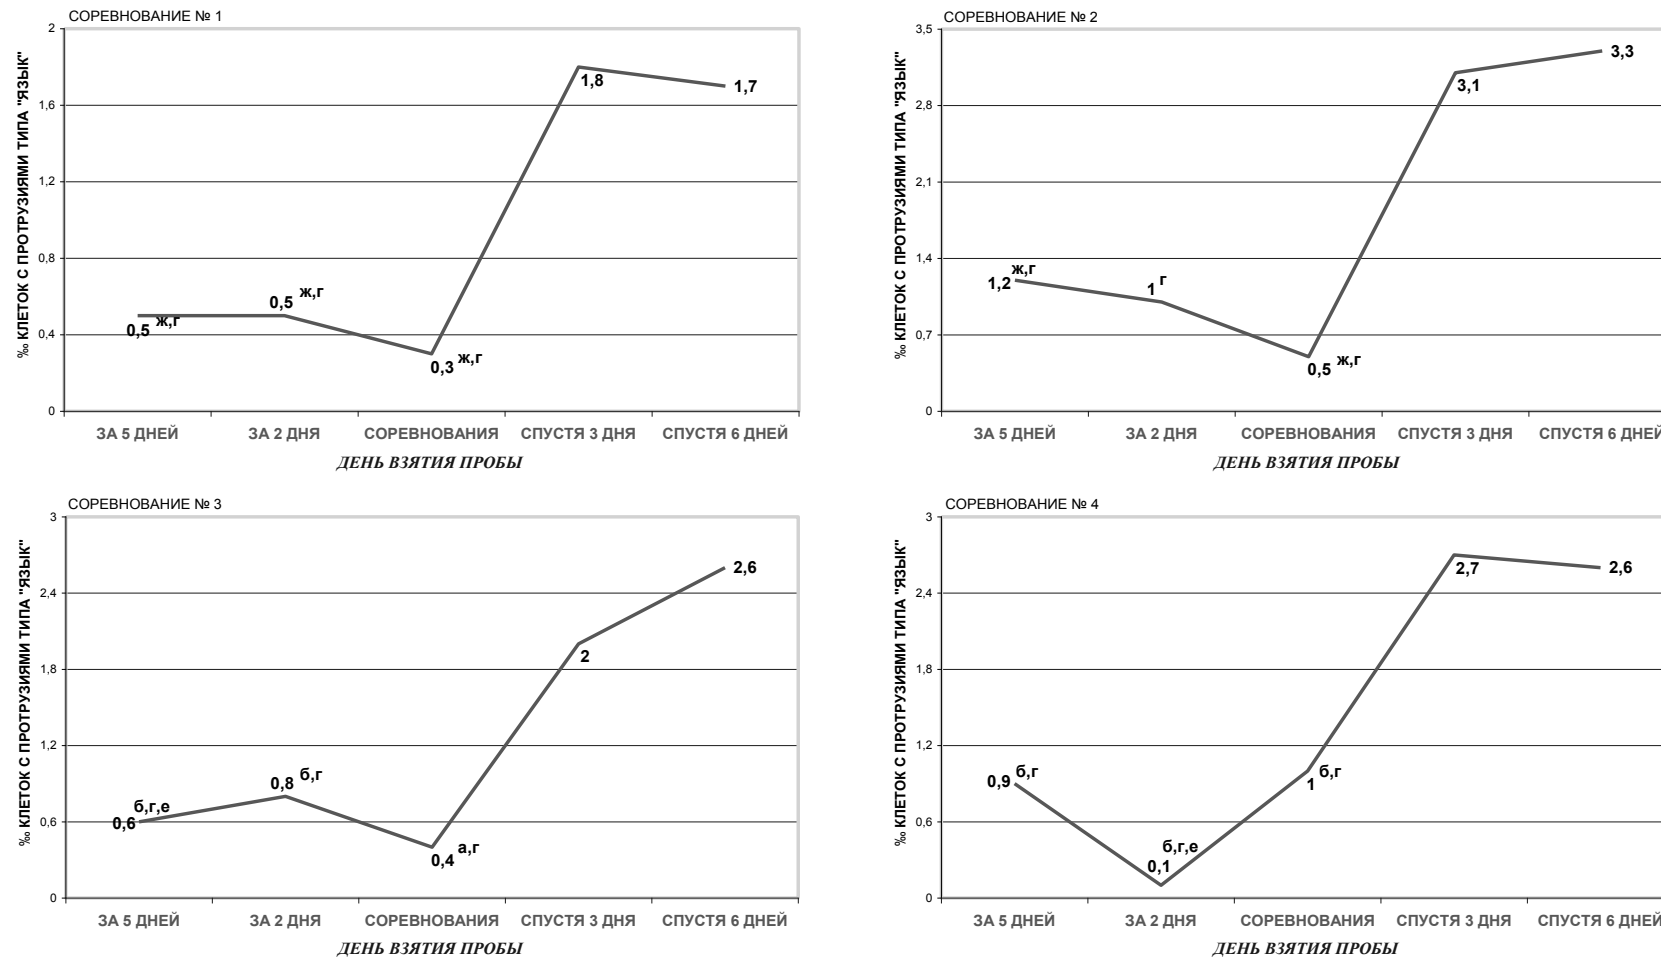 СОРЕВНОВАНИЕ № 1
‰ КЛЕТОК С ПРОТРУЗИЯМИ ТИПА "ЯЗЫК"
2
1,6
1,2
0,8
0,4
0
0,5 ж,г
0,5 ж,г
0,3 ж,г
1,8
1,7
ЗА 5 ДНЕЙ ЗА 2 ДНЯ СОРЕВНОВАНИЯ СПУСТЯ 3 ДНЯ СПУСТЯ 6 ДНЕЙ
ДЕНЬ ВЗЯТИЯ ПРОБЫ
СОРЕВНОВАНИЕ № 2
‰ КЛЕТОК С ПРОТРУЗИЯМИ ТИПА "ЯЗЫК"
3,5
2,8
2,1
1,4
0,7
0
1,2 ж,г
1 г
0,5 ж,г
3,1
3,3
ЗА 5 ДНЕЙ ЗА 2 ДНЯ СОРЕВНОВАНИЯ СПУСТЯ 3 ДНЯ СПУСТЯ 6 ДНЕЙ
ДЕНЬ ВЗЯТИЯ ПРОБЫ
СОРЕВНОВАНИЕ № 3
‰ КЛЕТОК С ПРОТРУЗИЯМИ ТИПА "ЯЗЫК"
3
2,4
1,8
1,2
0,6
0
0,6 б,г,е
0,8 б,г
0,4 а,г
2
2,6
ЗА 5 ДНЕЙ ЗА 2 ДНЯ СОРЕВНОВАНИЯ СПУСТЯ 3 ДНЯ СПУСТЯ 6 ДНЕЙ
ДЕНЬ ВЗЯТИЯ ПРОБЫ
СОРЕВНОВАНИЕ № 4
‰ КЛЕТОК С ПРОТРУЗИЯМИ ТИПА "ЯЗЫК"
3
2,4
1,8
1,2
0,6
0
0,9 б,г
б,г,е
0,1
1 б,г
2,7
2,6
ЗА 5 ДНЕЙ ЗА 2 ДНЯ СОРЕВНОВАНИЯ СПУСТЯ 3 ДНЯ СПУСТЯ 6 ДНЕЙ
ДЕНЬ ВЗЯТИЯ ПРОБЫ